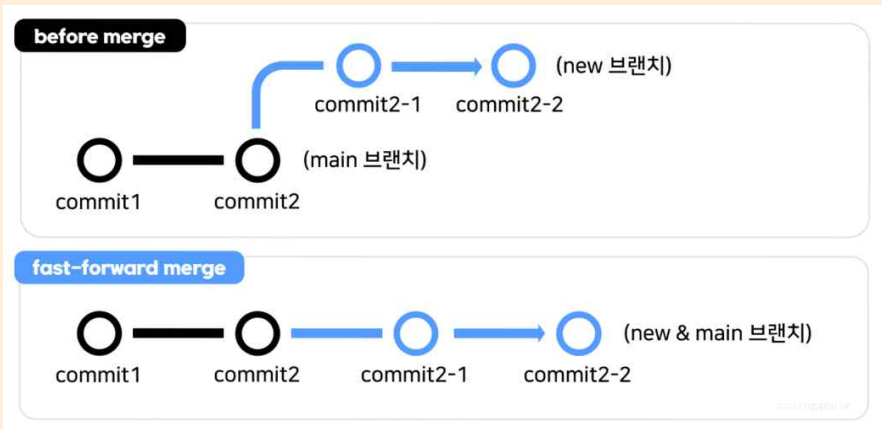 before merge
(new 브랜치)
commit2-1 commit2-2
(main 브랜치)
commit1 commit2
fast-forward merge
(new & main 브랜치)
commit1 commit2 commit2-1 commit2-2